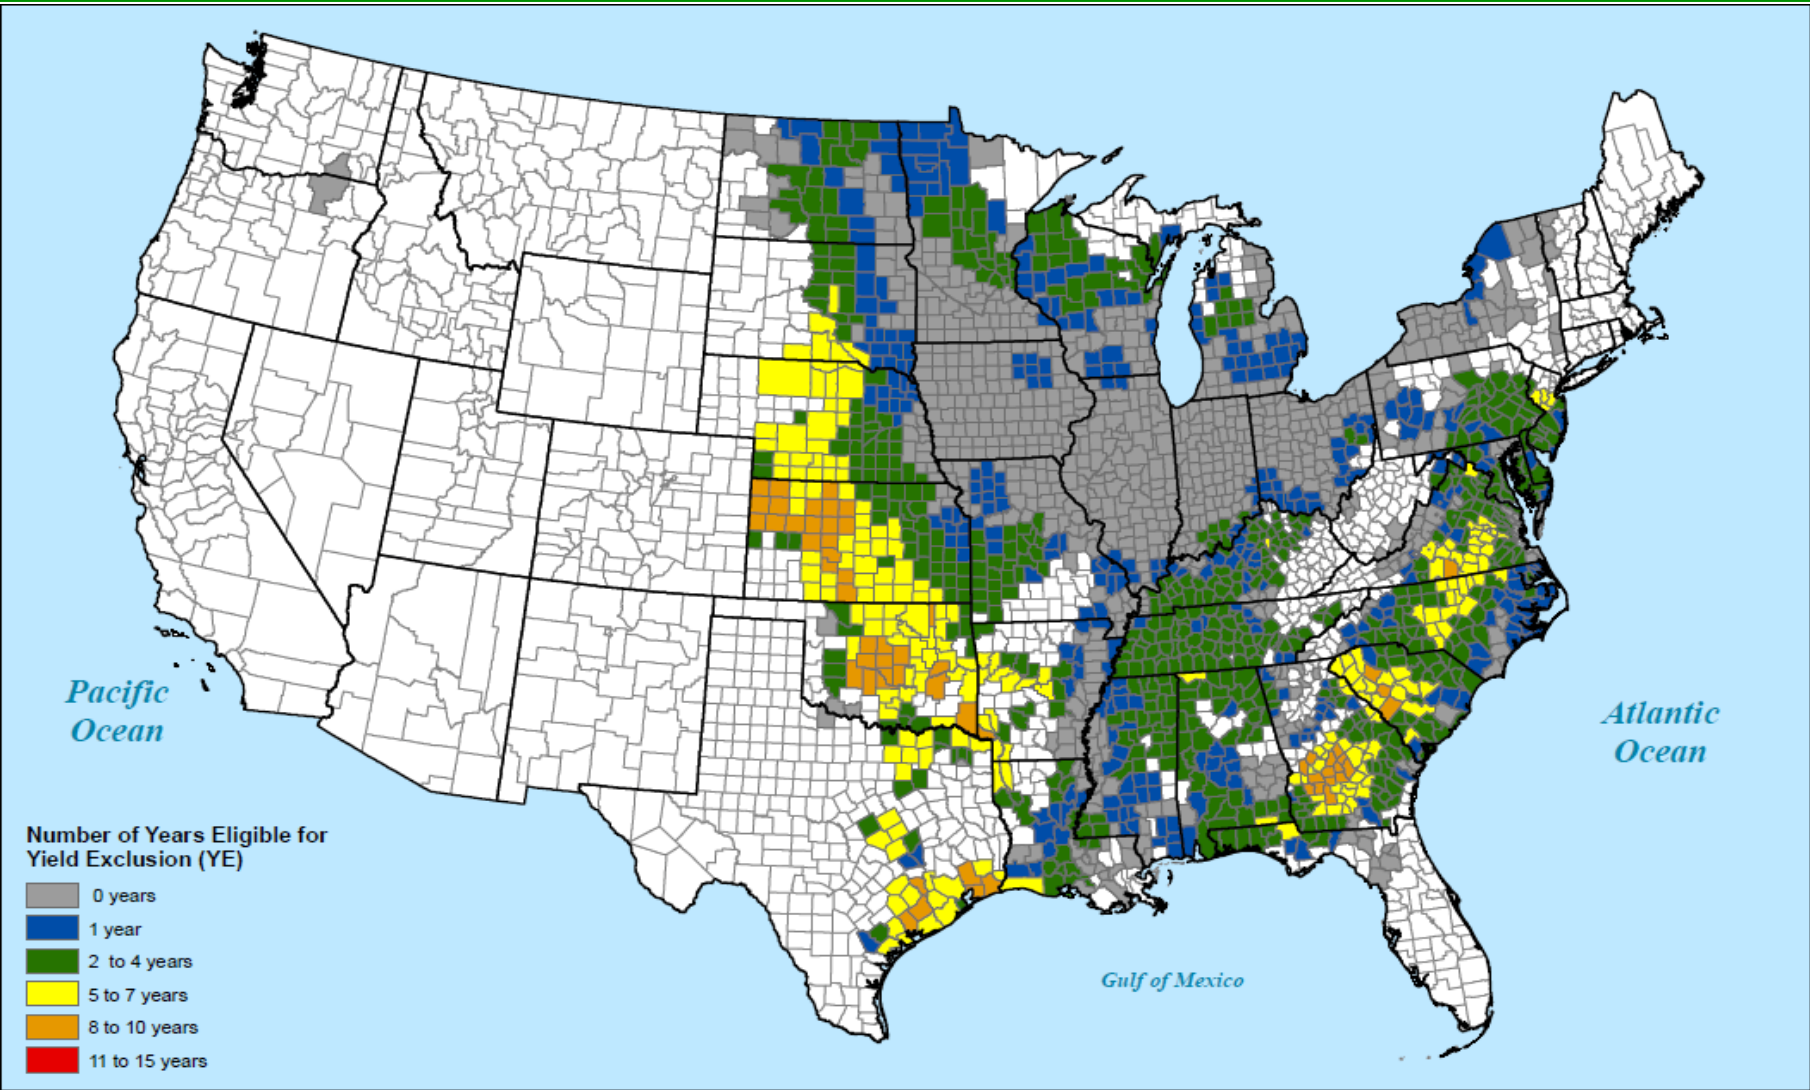 Pacific
Ocean
Atlantic
Ocean
Gulf of Mexico
Number of Years Eligible for
Yield Exclusion (YE)
0 years
1 year
2 to 4 years
5 to 7 years
8 to 10 years
11 to 15 years